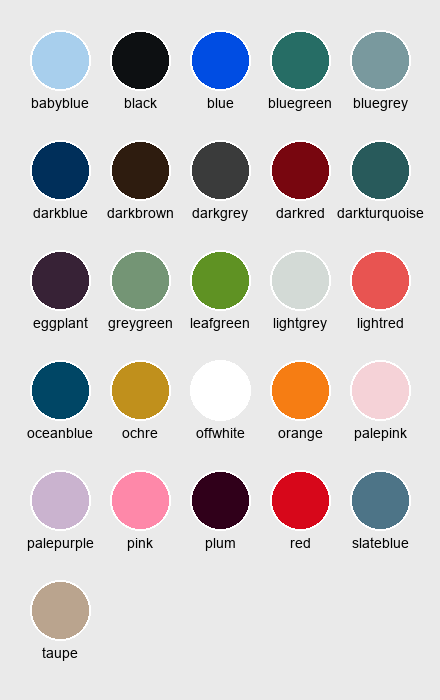 babyblue black blue bluegreen bluegrey
darkblue darkbrown darkgrey darkred darkturquoise
eggplant greygreen leafgreen lightgrey lightred
oceanblue ochre offwhite orange palepink
palepurple pink plum red slateblue
taupe